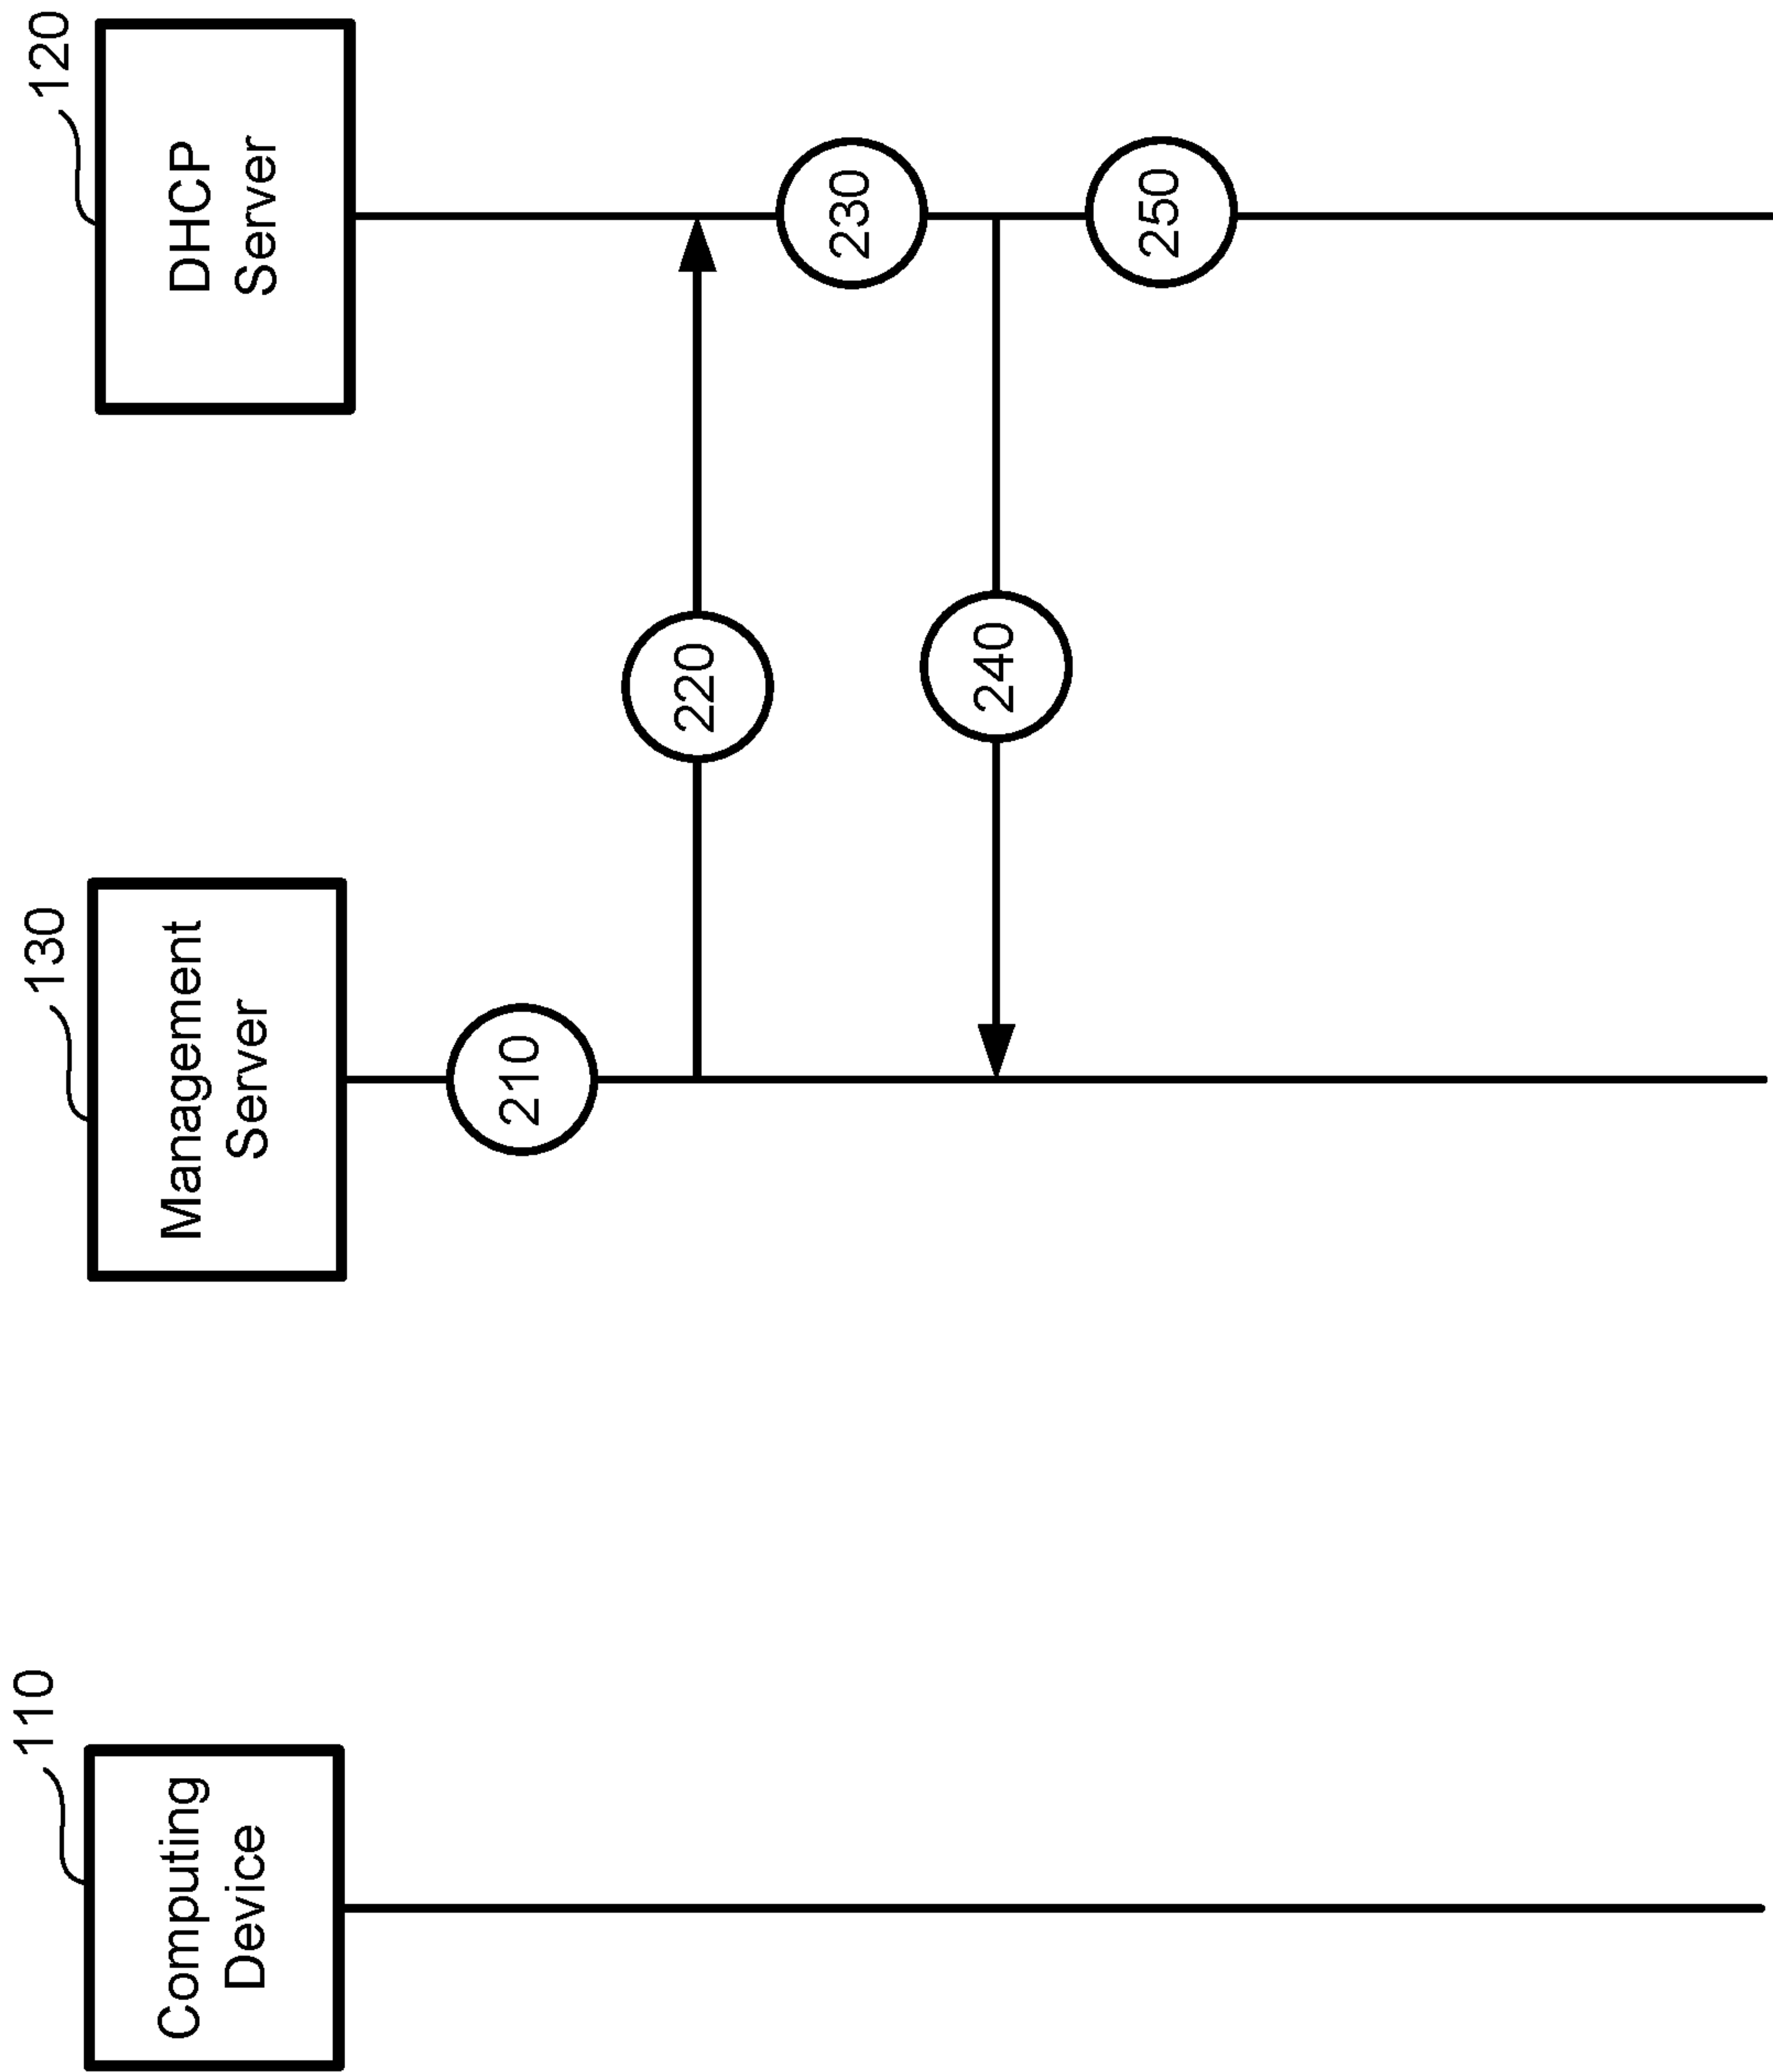 110
Computing
Device
130
Management
Server
120
DHCP
Server
210
220
230
240
250